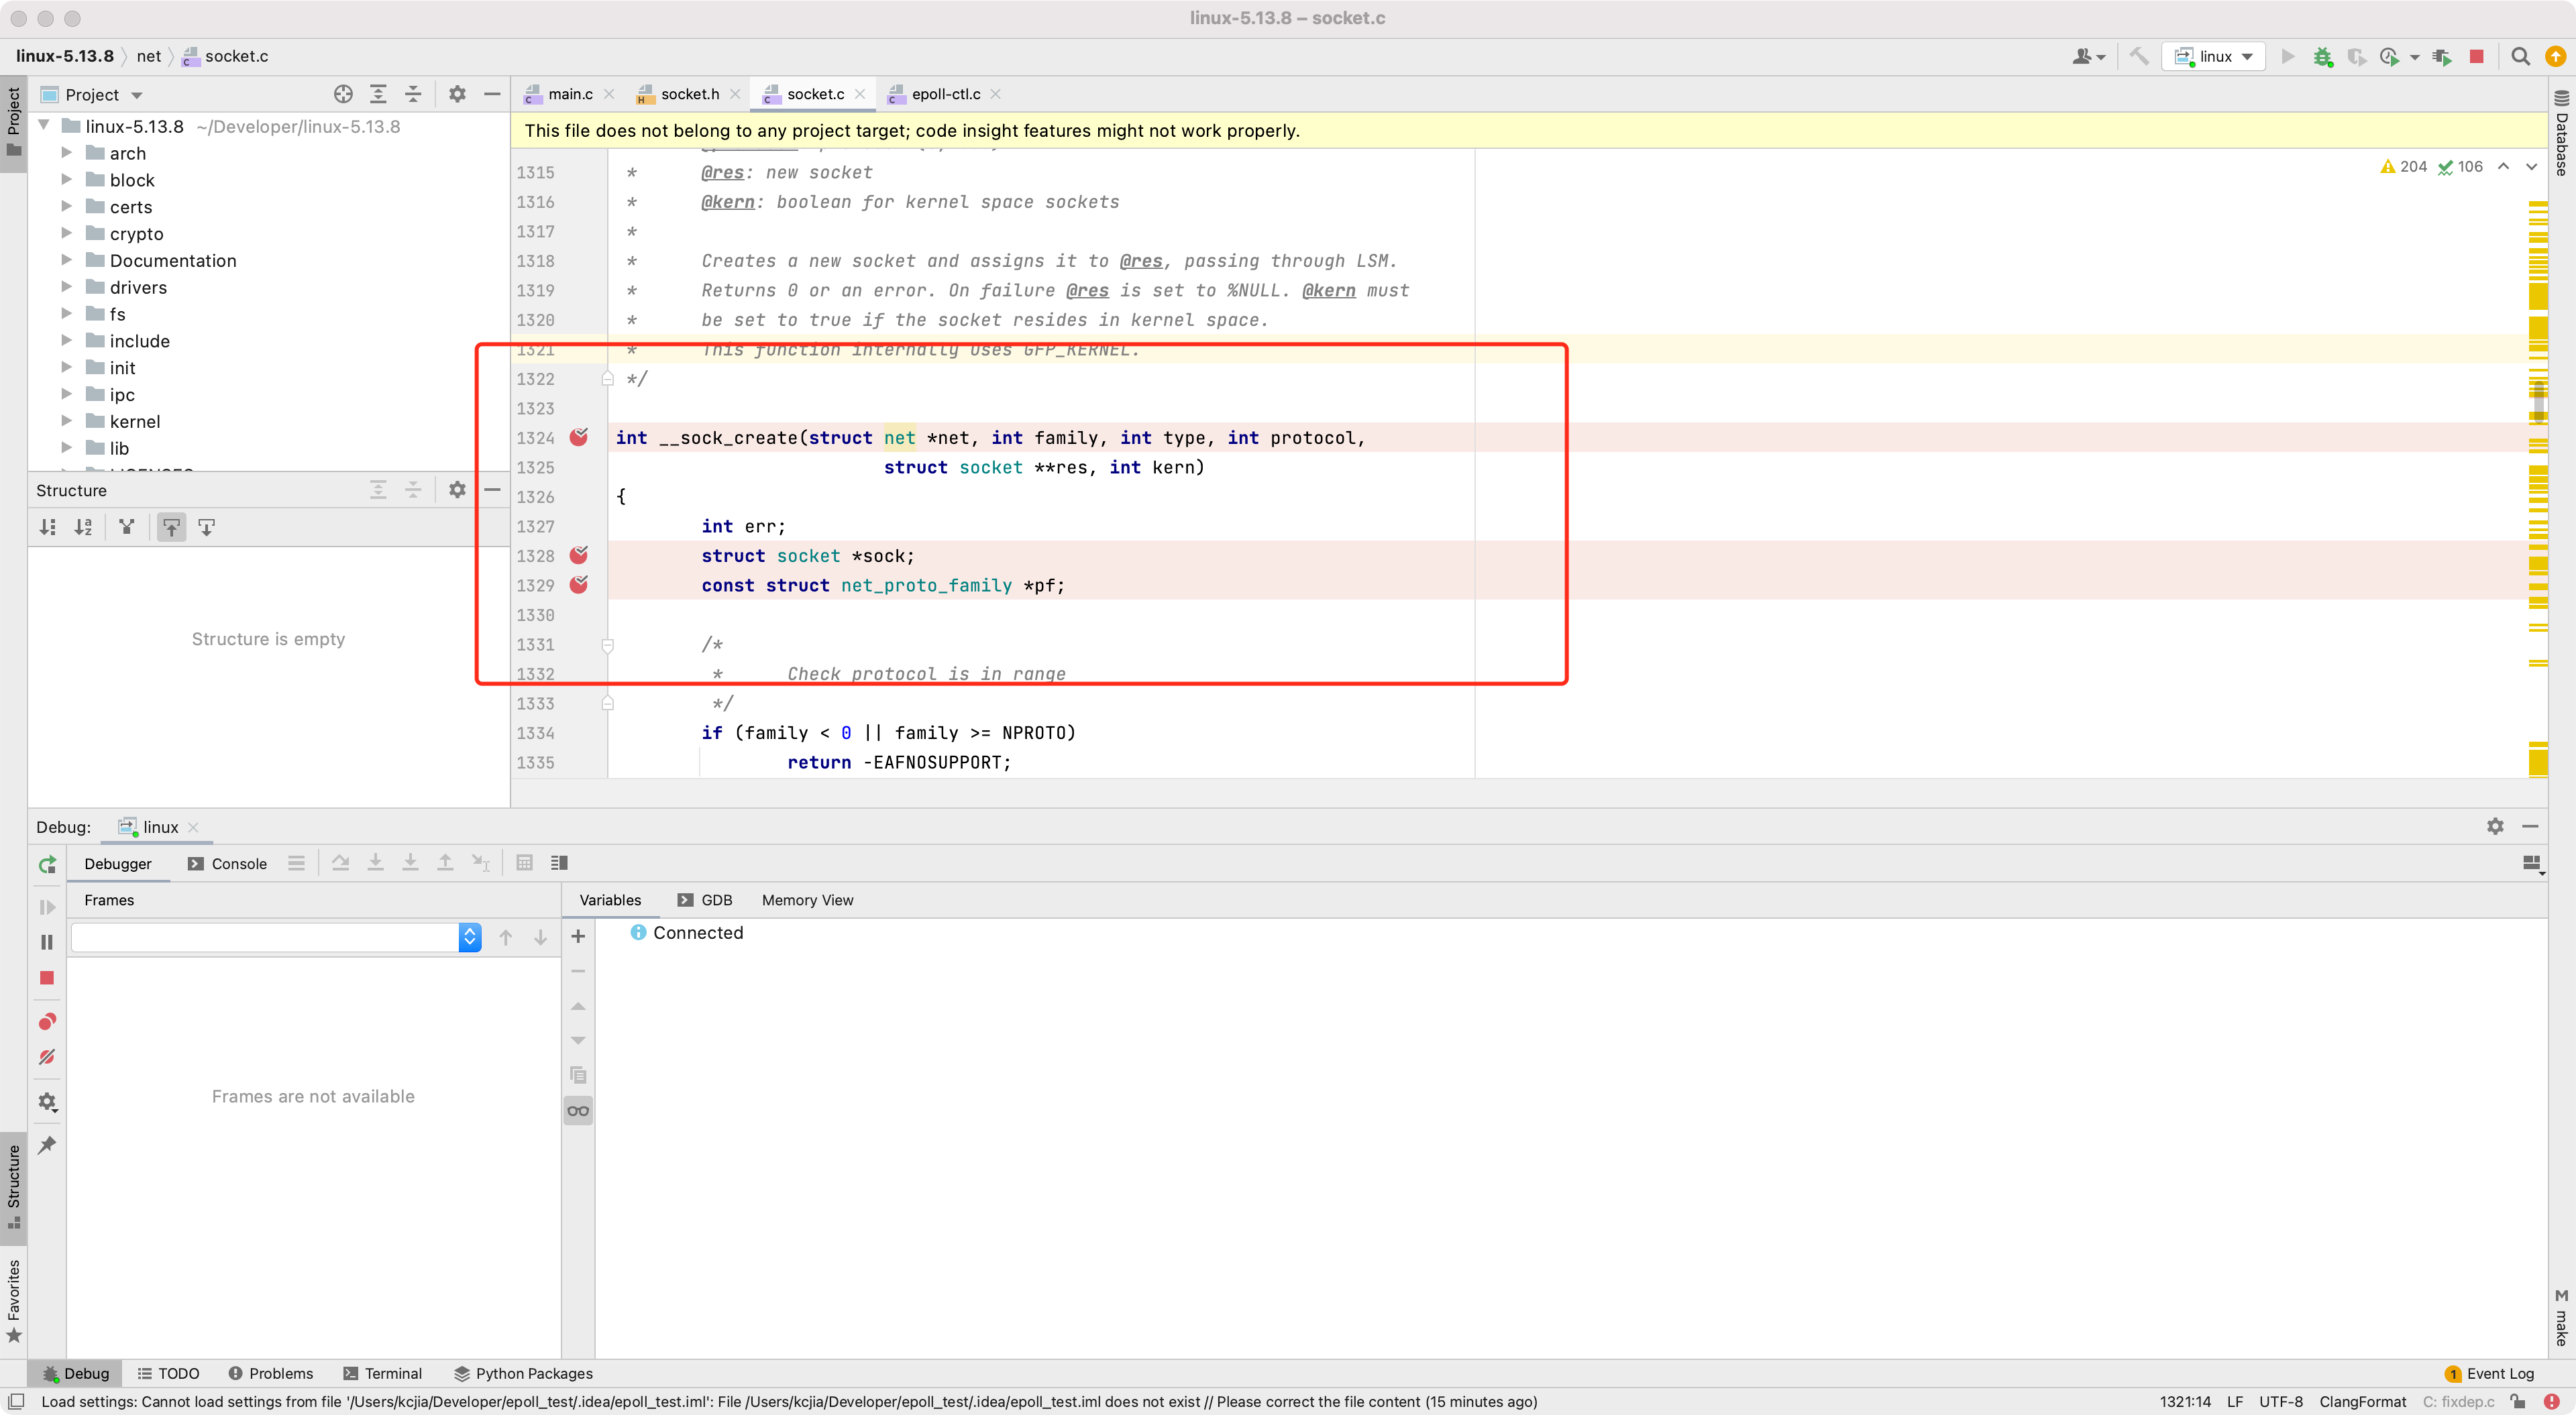 linux-5.13.8 – socket.c
linux-5.13.8 net socket.c
linux
Project
main.c socket.h socket.c epoll-ctl.c
This file does not belong to any project target; code insight features might not work properly.
linux-5.13.8 ~/Developer/linux-5.13.8
arch
block
certs
crypto
Documentation
drivers
fs
include
init
ipc
kernel
lib
Structure
Structure is empty
204 106
1315 * @res: new socket
1316 * @kern: boolean for kernel space sockets
1317 *
1318 * Creates a new socket and assigns it to @res, passing through LSM.
1319 * Returns 0 or an error. On failure @res is set to %NULL. @kern must
1320 * be set to true if the socket resides in kernel space.
1321 * This function internally uses GFP_KERNEL.
1322 */
1323
1324 int __sock_create(struct net *net, int family, int type, int protocol,
1325 struct socket **res, int kern)
1326 {
1327 int err;
1328 struct socket *sock;
1329 const struct net_proto_family *pf;
1330
1331 /*
1332 * Check protocol is in range
1333 */
1334 if (family < 0 || family >= NPROTO)
1335 return -EAFNOSUPPORT;
Project
Structure
Favorites
Database
make
Debug: linux
Debugger Console
Frames
Variables GDB Memory View
Connected
Frames are not available
Debug TODO Problems Terminal Python Packages
1 Event Log
Load settings: Cannot load settings from file '/Users/kcjia/Developer/epoll_test/.idea/epoll_test.iml': File /Users/kcjia/Developer/epoll_test/.idea/epoll_test.iml does not exist // Please correct the file content (15 minutes ago)
1321:14 LF UTF-8 ClangFormat C: fixdep.c